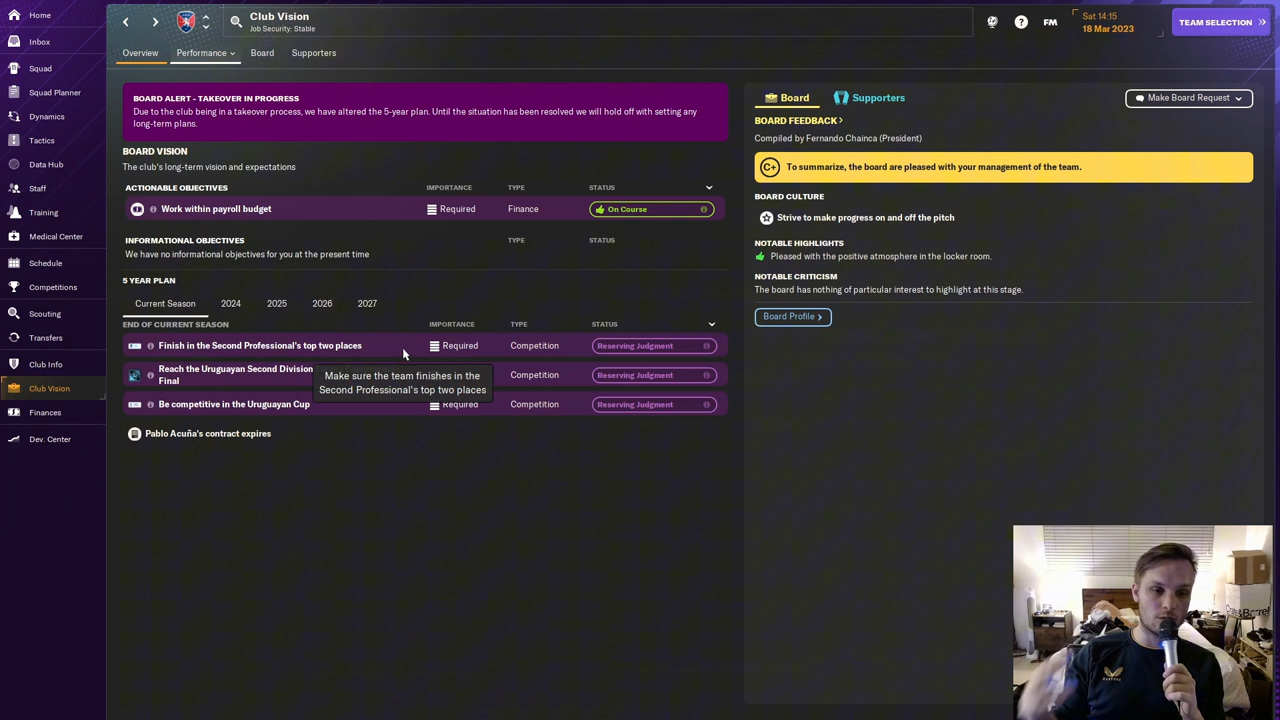 Home
Inbox
Squad
Squad Planner
Dynamics
Tactics
Data Hub
Staff
Training
Medical Center
Schedule
Competitions
Scouting
Transfers
Club Info
Club Vision
Finances
Dev. Center
Club Vision
Job Security: Stable
?
FM
Sat 14:15
18 Mar 2023
TEAM SELECTION
Overview
Performance
Board
Supporters
BOARD ALERT - TAKEOVER IN PROGRESS
Due to the club being in a takeover process, we have altered the 5-year plan. Until the situation has been resolved we will hold off with setting any
long-term plans.
BOARD VISION
The club's long-term vision and expectations
ACTIONABLE OBJECTIVES IMPORTANCE TYPE STATUS
Work within payroll budget Required Finance On Course
INFORMATIONAL OBJECTIVES TYPE STATUS
We have no informational objectives for you at the present time
5 YEAR PLAN
Current Season 2024 2025 2026 2027
END OF CURRENT SEASON IMPORTANCE TYPE STATUS
Finish in the Second Professional's top two places Required Competition Reserving Judgment
Reach the Uruguayan Second Division
Final
Competition Reserving Judgment
Make sure the team finishes in the
Second Professional's top two places
Be competitive in the Uruguayan Cup Required Competition Reserving Judgment
Pablo Acuña's contract expires
Board
Supporters
Make Board Request
BOARD FEEDBACK
Compiled by Fernando Chainca (President)
C+ To summarize, the board are pleased with your management of the team.
BOARD CULTURE
Strive to make progress on and off the pitch
NOTABLE HIGHLIGHTS
Pleased with the positive atmosphere in the locker room.
NOTABLE CRITICISM
The board has nothing of particular interest to highlight at this stage.
Board Profile